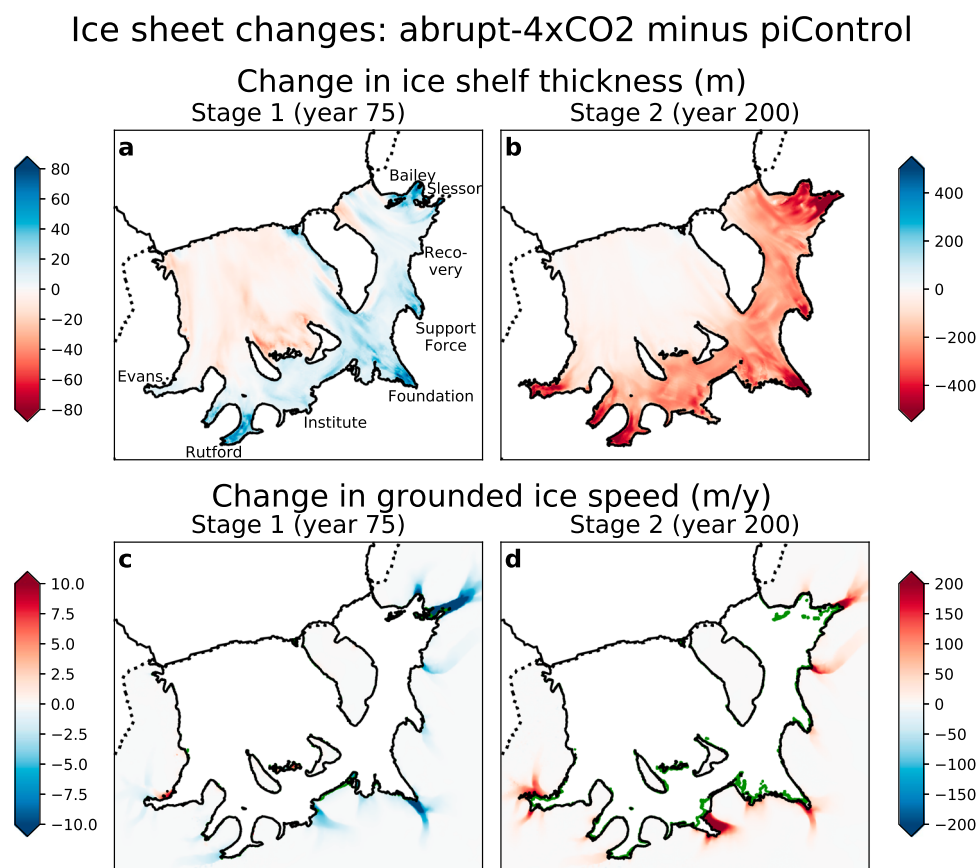 Ice sheet changes: abrupt-4xCO2 minus piControl
Change in ice shelf thickness (m)
Stage 1 (year 75)
Stage 2 (year 200)
a
b
80
60
40
20
0
−20
−40
−60
−80
Bailey
Slessor
Reco-
very
Support
Force
Evans
Foundation
Institute
Rutford
400
200
0
−200
−400
Change in grounded ice speed (m/y)
Stage 1 (year 75)
Stage 2 (year 200)
c
d
10.0
7.5
5.0
2.5
0.0
−2.5
−5.0
−7.5
−10.0
200
150
100
50
0
−50
−100
−150
−200